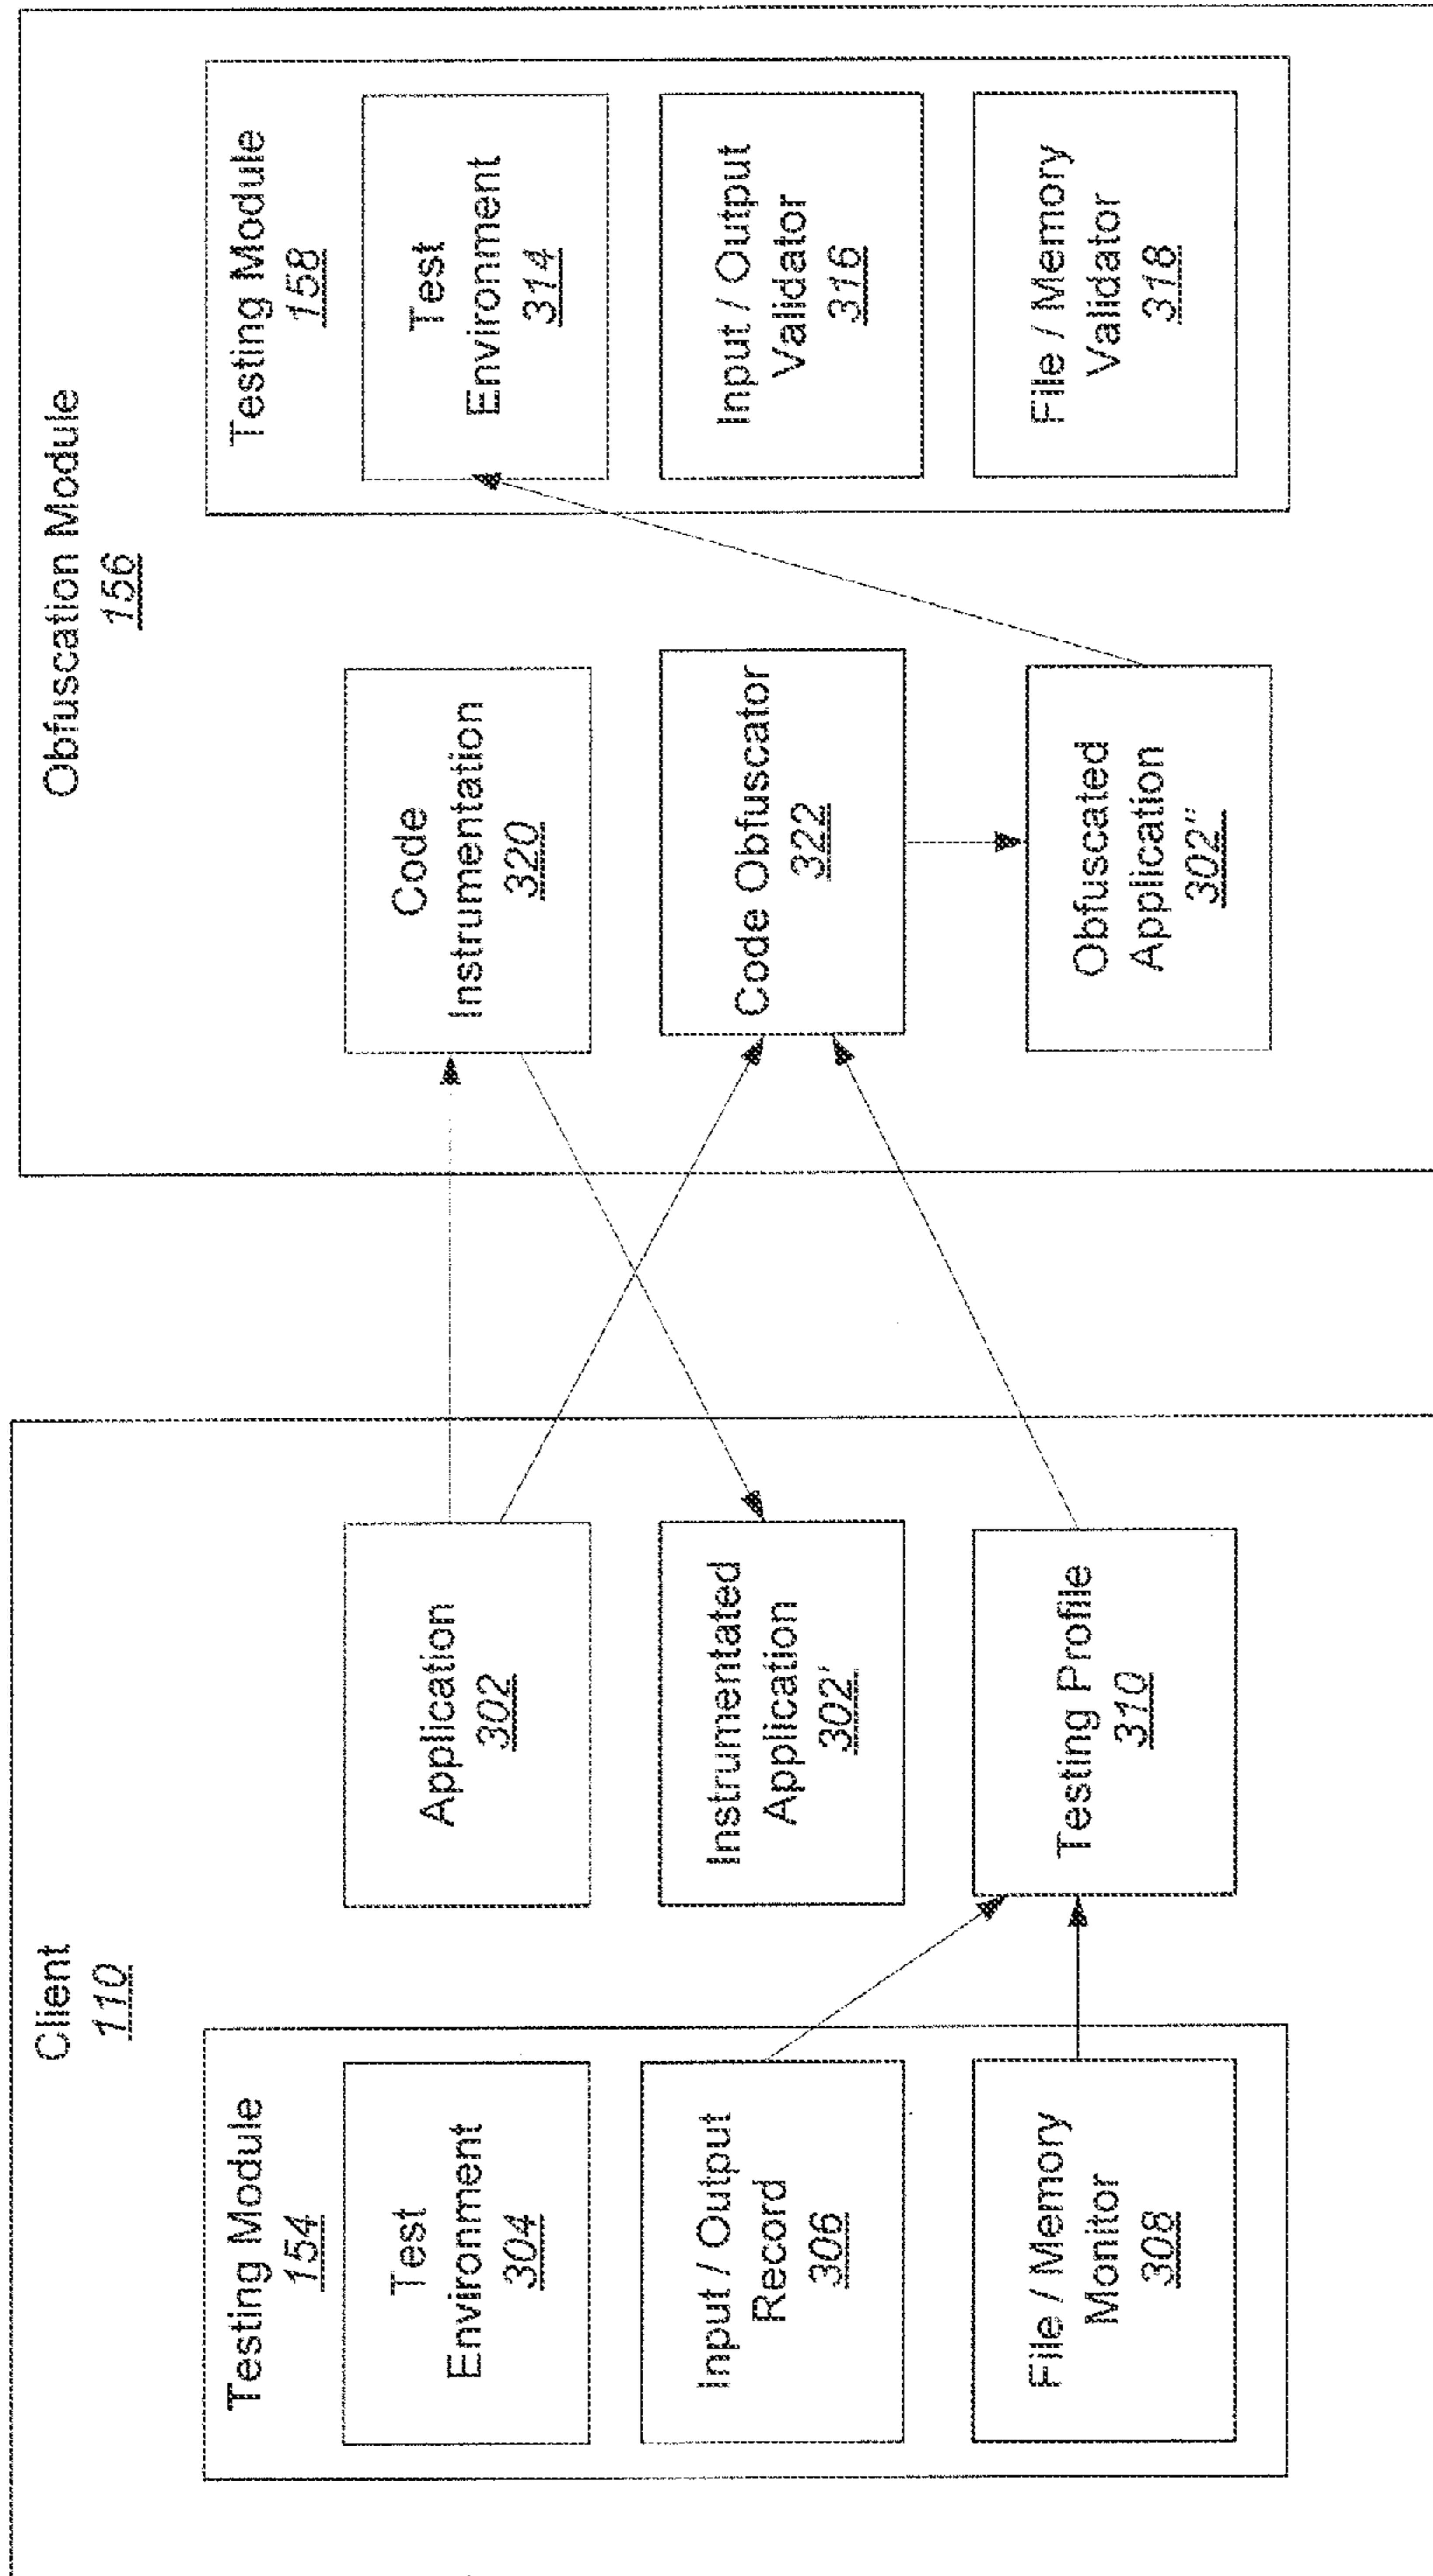 Client
110
Testing Module
154
Test
Environment
304
Input / Output
Record
306
File / Memory
Monitor
308
Application
302
Instrumentated
Application
302'
Testing Profile
310
Obfuscation Module
156
Code
Instrumentation
320
Code Obfuscator
322
Obfuscated
Application
302"
Testing Module
158
Test
Environment
314
Input / Output
Validator
316
File / Memory
Validator
318